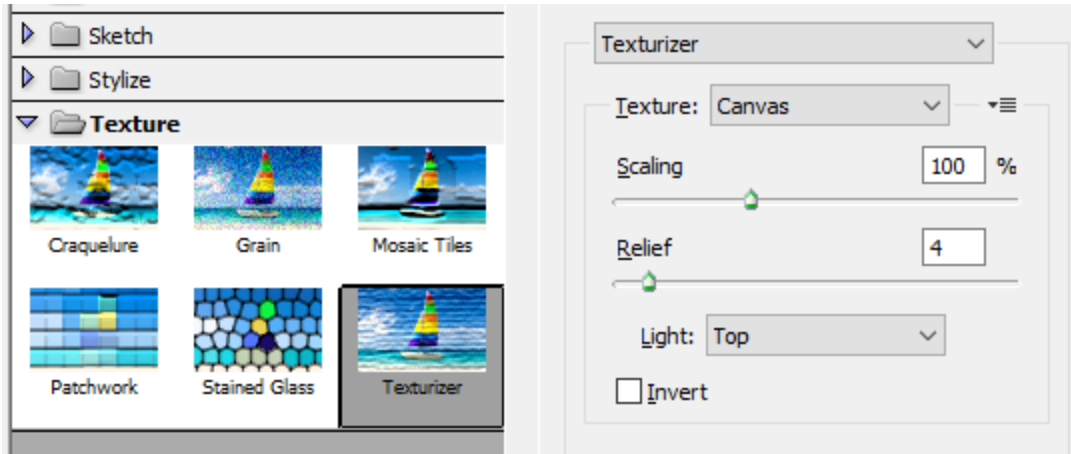 Sketch
Stylize
Texture
Craquelure
Grain
Mosaic Tiles
Patchwork
Stained Glass
Texturizer
Texturizer
Texture: Canvas
Scaling 100 %
Relief 4
Light: Top
Invert